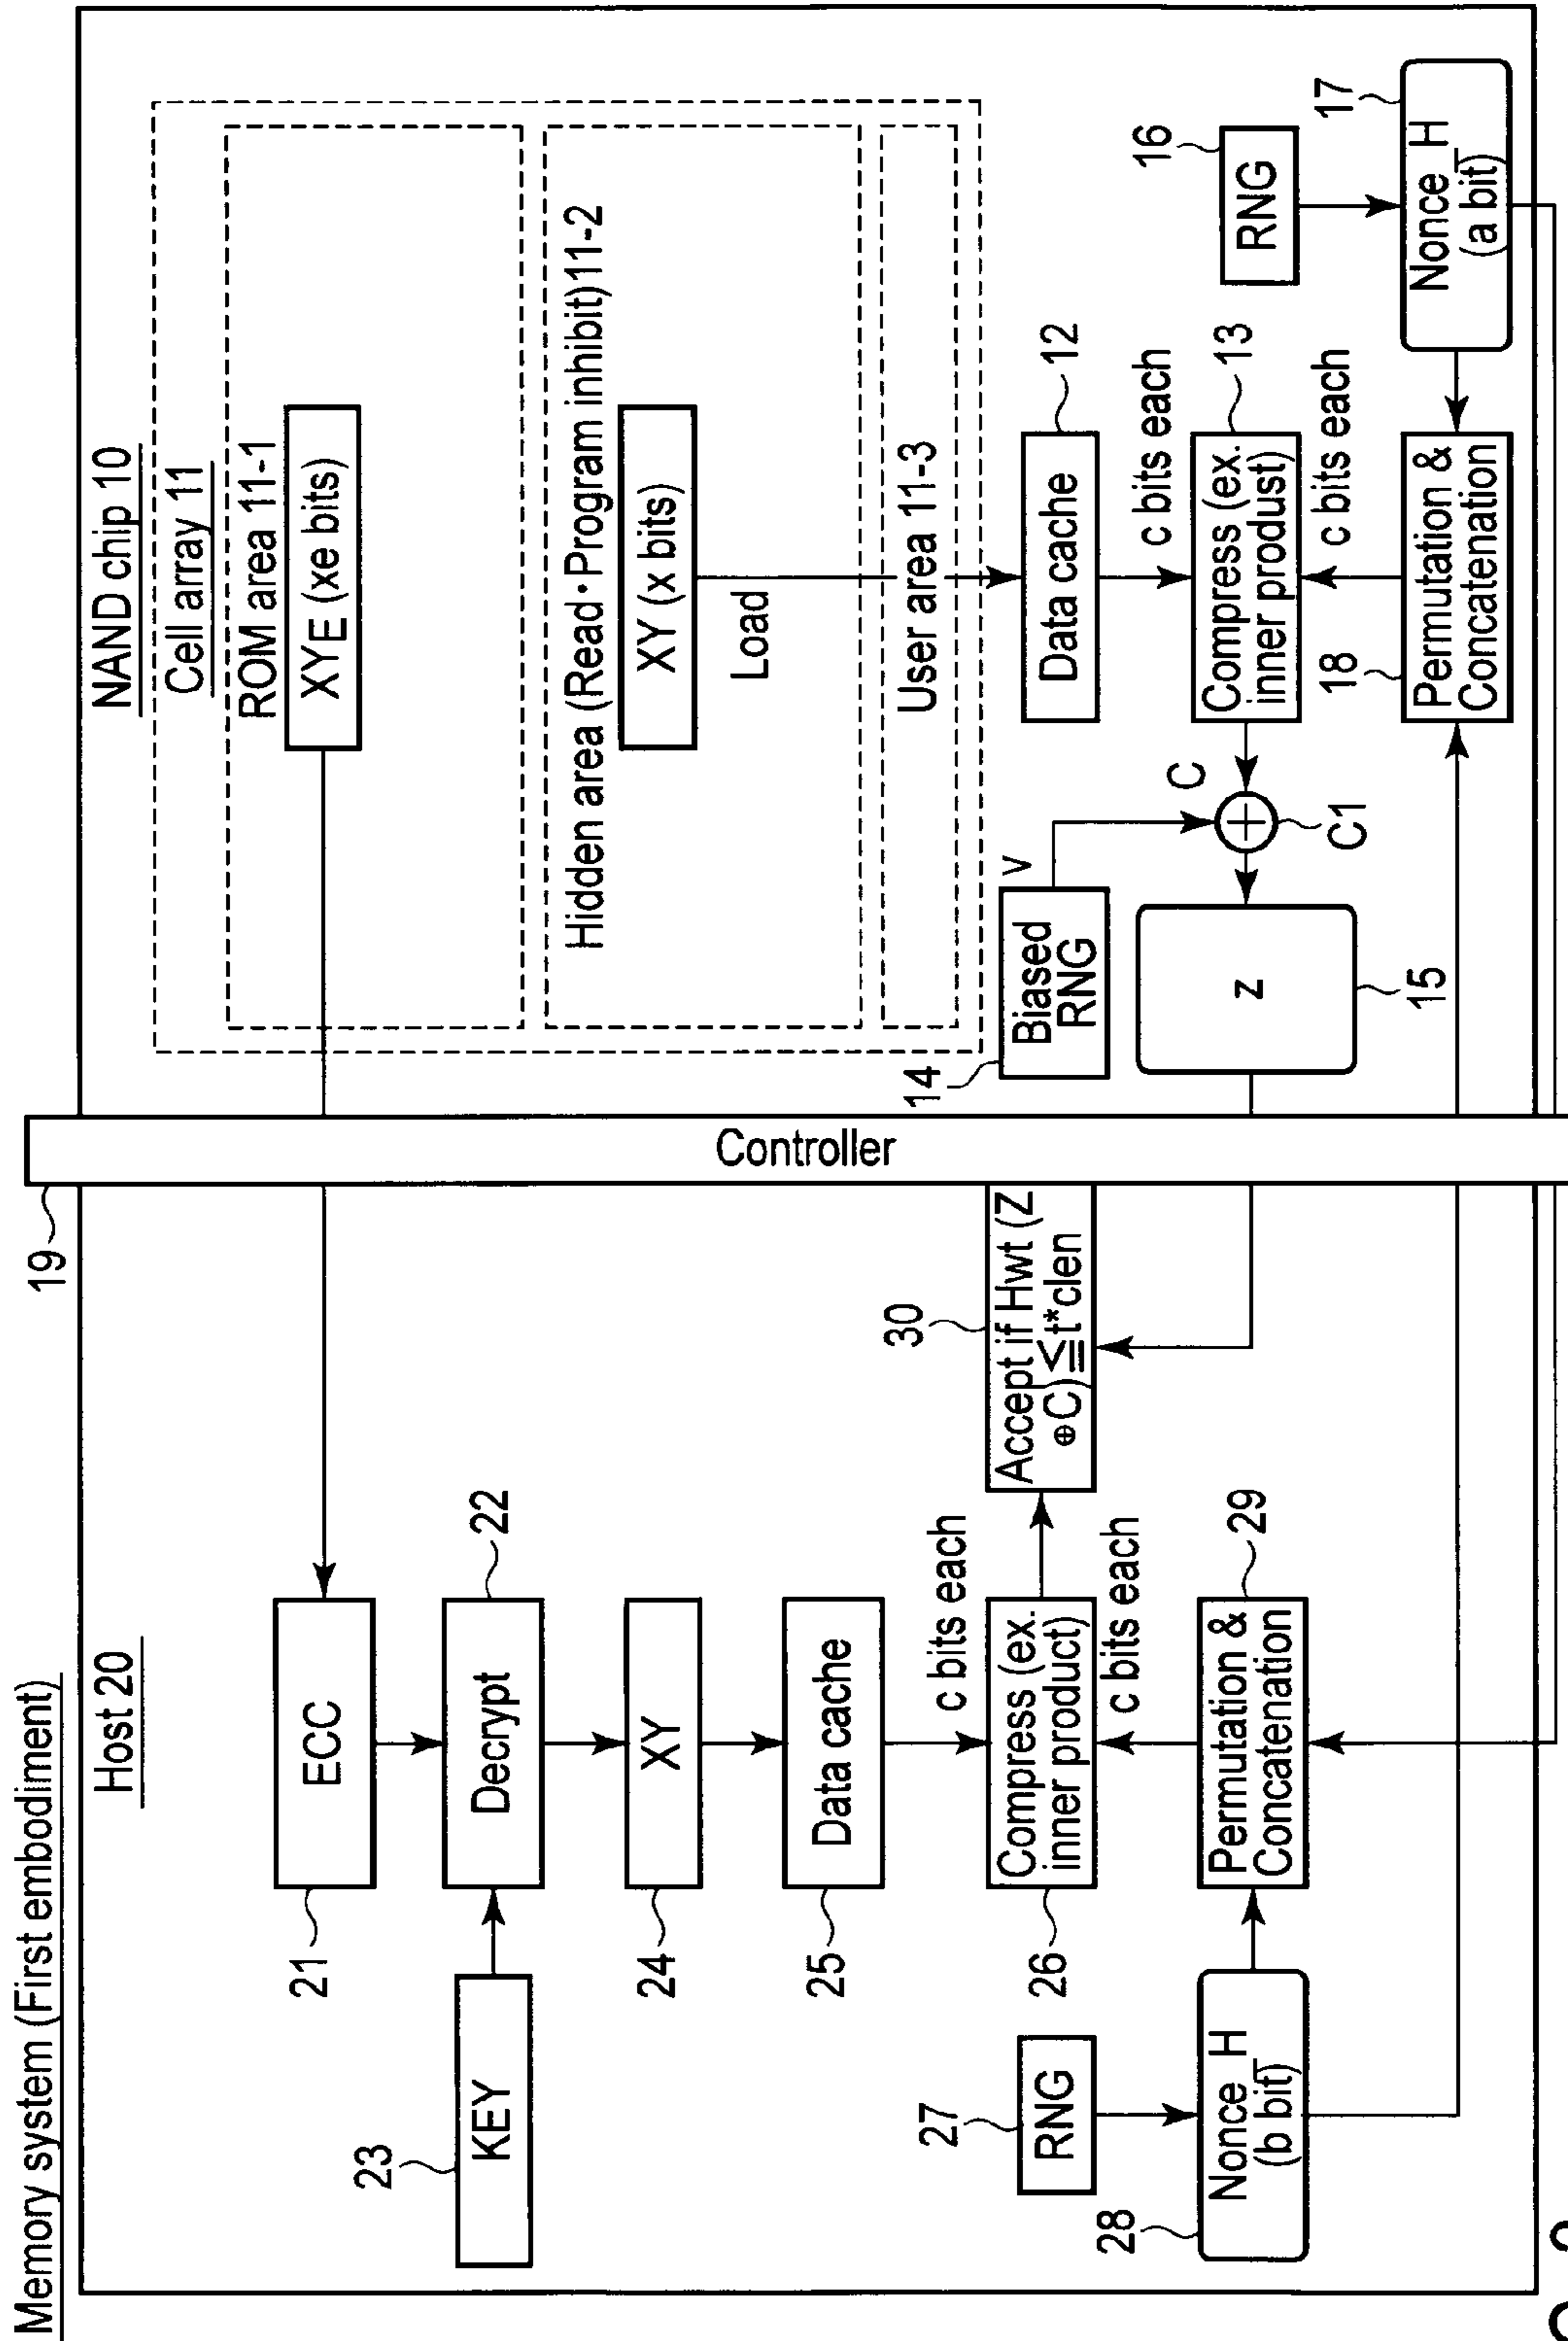 Memory system (First embodiment)
Host 20
21
ECC
22
Decrypt
23
KEY
24
XY
25
Data cache
c bits each
26
Compress (ex.
inner product)
c bits each
27
RNG
28
Nonce_H
(b bit)
29
Permutation &
Concatenation
30
Accept if Hwt (Z
⊕C)≦t*clen
19
Controller
NAND chip 10
Cell array 11
ROM area 11-1
XYE (xe bits)
Hidden area (Read·Program inhibit)11-2
XY (x bits)
Load
User area 11-3
12
Data cache
c bits each
13
Compress (ex.
inner produst)
c bits each
14
Biased
RNG
v
C
C1
z
15
16
RNG
17
Nonce_H
(a bit)
18
Permutation &
Concatenation